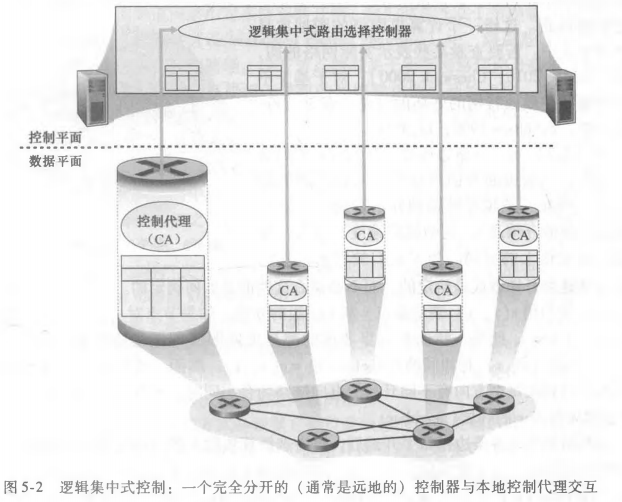 逻辑集中式路由选择控制器
控制平面
数据平面
控制代理
（CA）
CA
CA
CA
CA
图 5-2 逻辑集中式控制：一个完全分开的（通常是远地的）控制器与本地控制代理交互